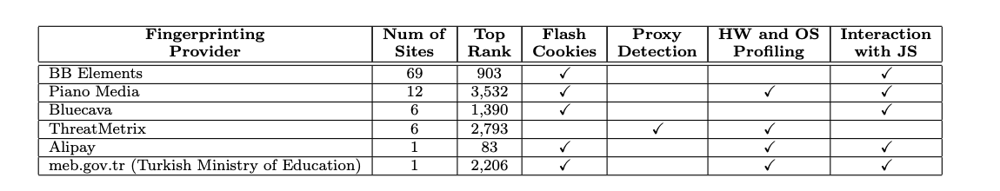 Fingerprinting Provider | Num of Sites | Top Rank | Flash Cookies | Proxy Detection | HW and OS Profiling | Interaction with JS
BB Elements | 69 | 903 | ✓ | | | ✓
Piano Media | 12 | 3,532 | ✓ | | ✓ | ✓
Bluecava | 6 | 1,390 | ✓ | | | ✓
ThreatMetrix | 6 | 2,793 | | ✓ | ✓ |
Alipay | 1 | 83 | ✓ | | ✓ | ✓
meb.gov.tr (Turkish Ministry of Education) | 1 | 2,206 | ✓ | | ✓ | ✓